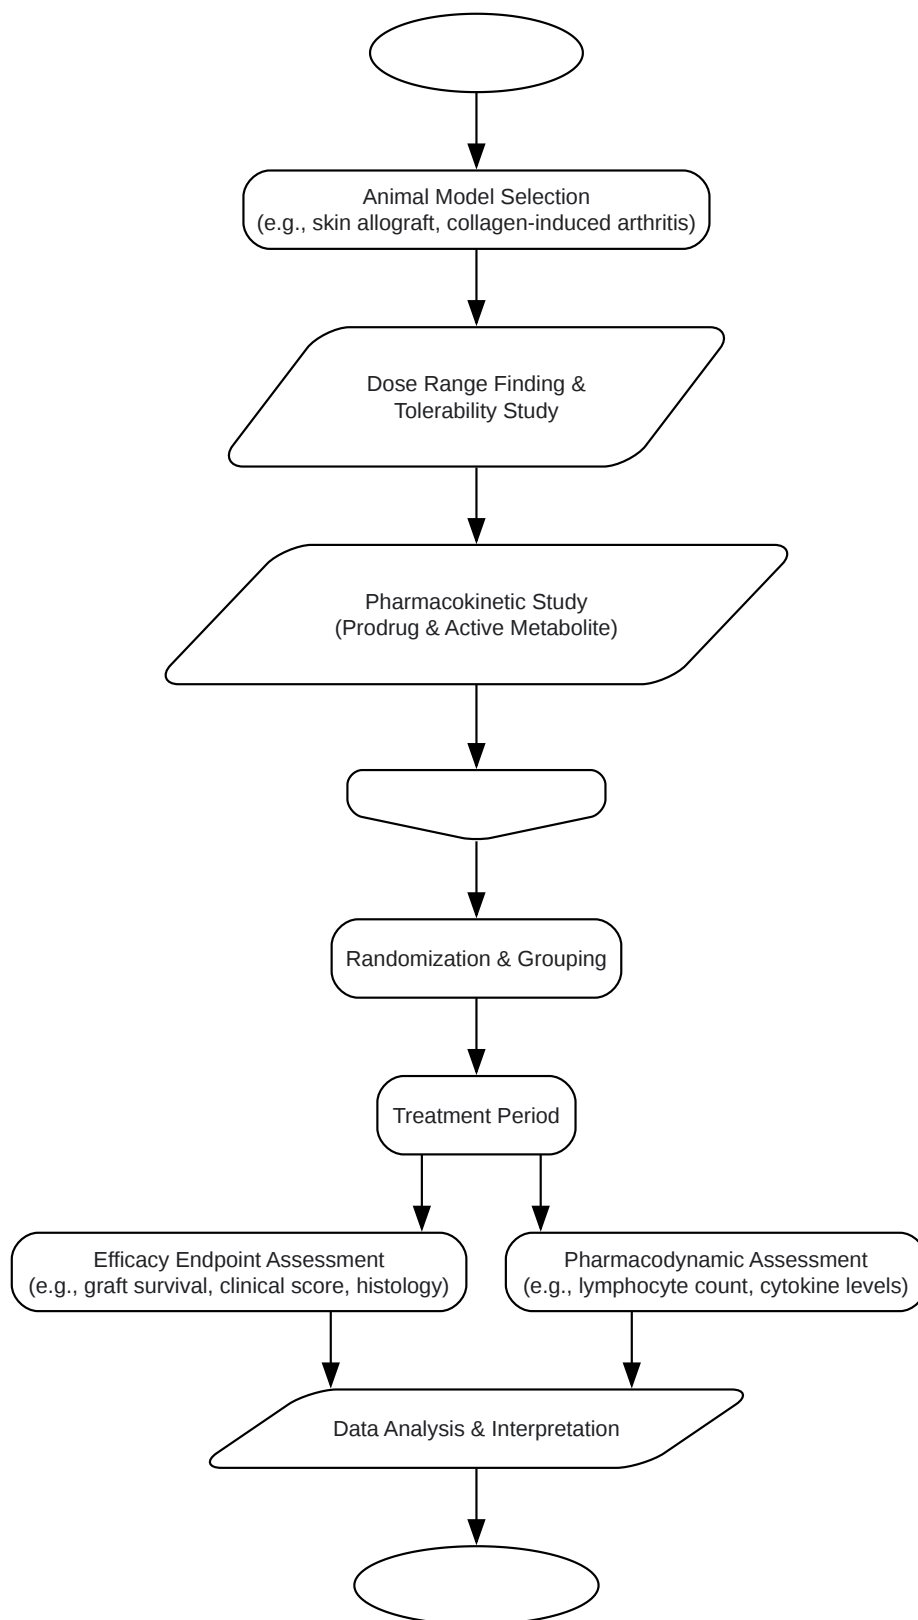 Animal Model Selection
(e.g., skin allograft, collagen-induced arthritis)
Dose Range Finding &
Tolerability Study
Pharmacokinetic Study
(Prodrug & Active Metabolite)
Randomization & Grouping
Treatment Period
Efficacy Endpoint Assessment
(e.g., graft survival, clinical score, histology)
Pharmacodynamic Assessment
(e.g., lymphocyte count, cytokine levels)
Data Analysis & Interpretation